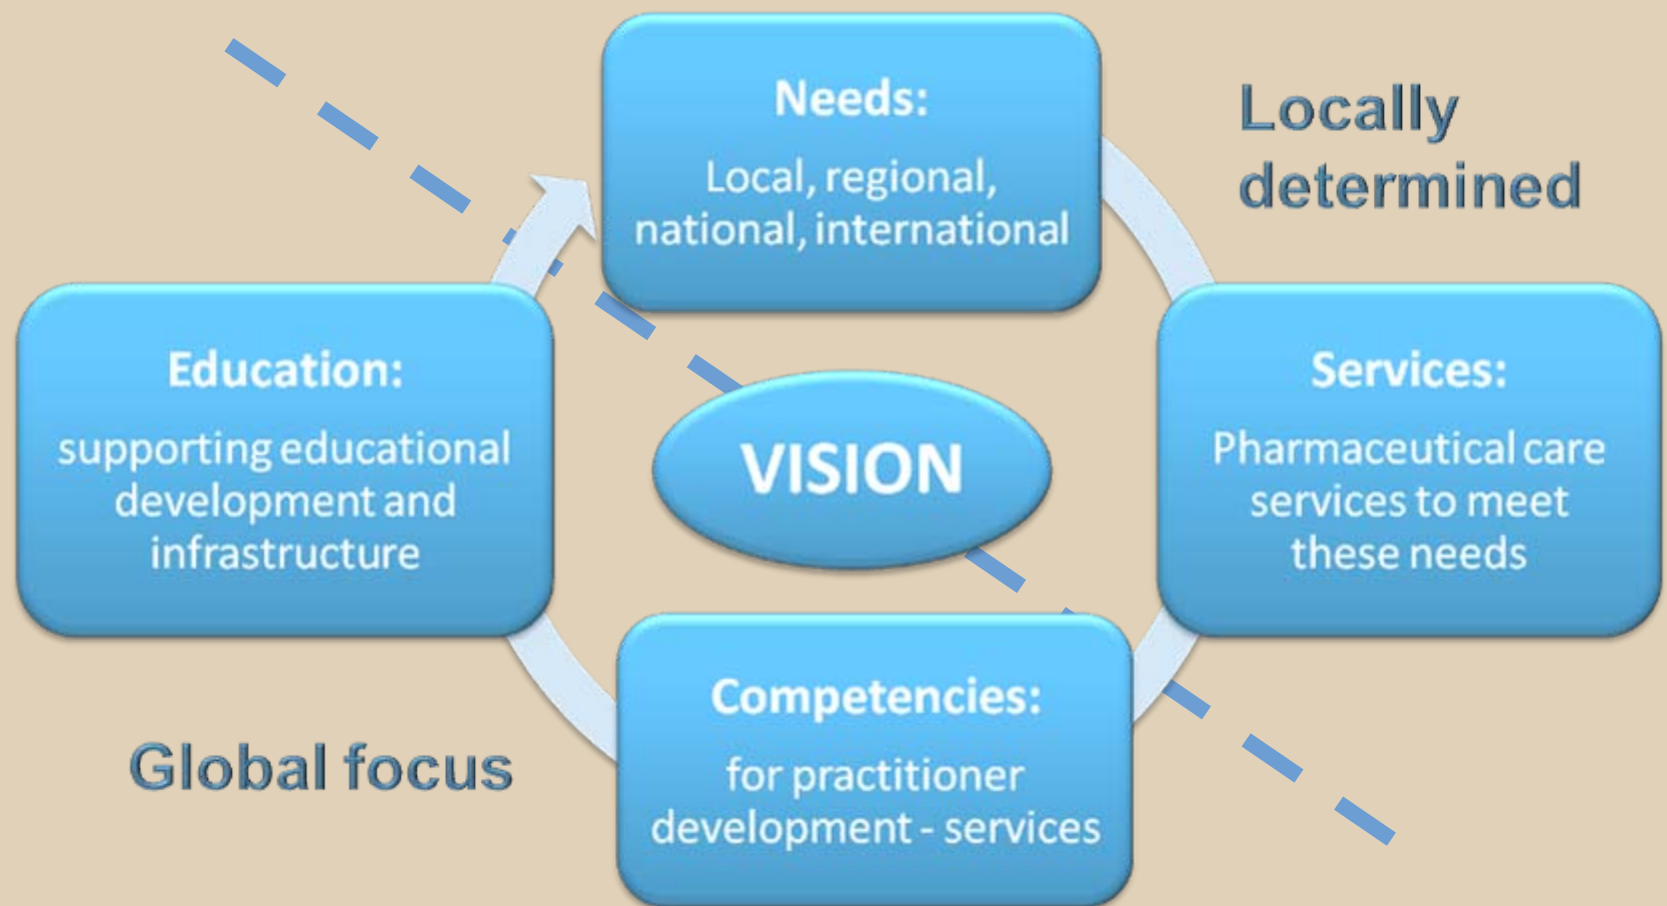 Needs:
Local, regional,
national, international
Locally
determined
Services:
Pharmaceutical care
services to meet
these needs
Competencies:
for practitioner
development - services
Global focus
Education:
supporting educational
development and
infrastructure
VISION